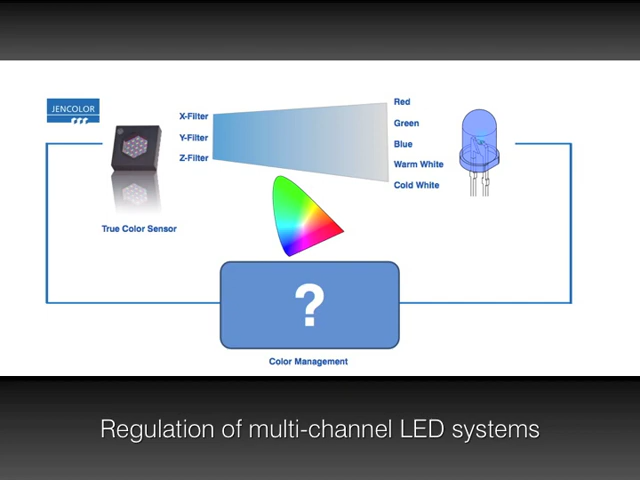 JENCOLOR
X-Filter
Y-Filter
Z-Filter
Red
Green
Blue
Warm White
Cold White
True Color Sensor
?
Color Management
Regulation of multi-channel LED systems